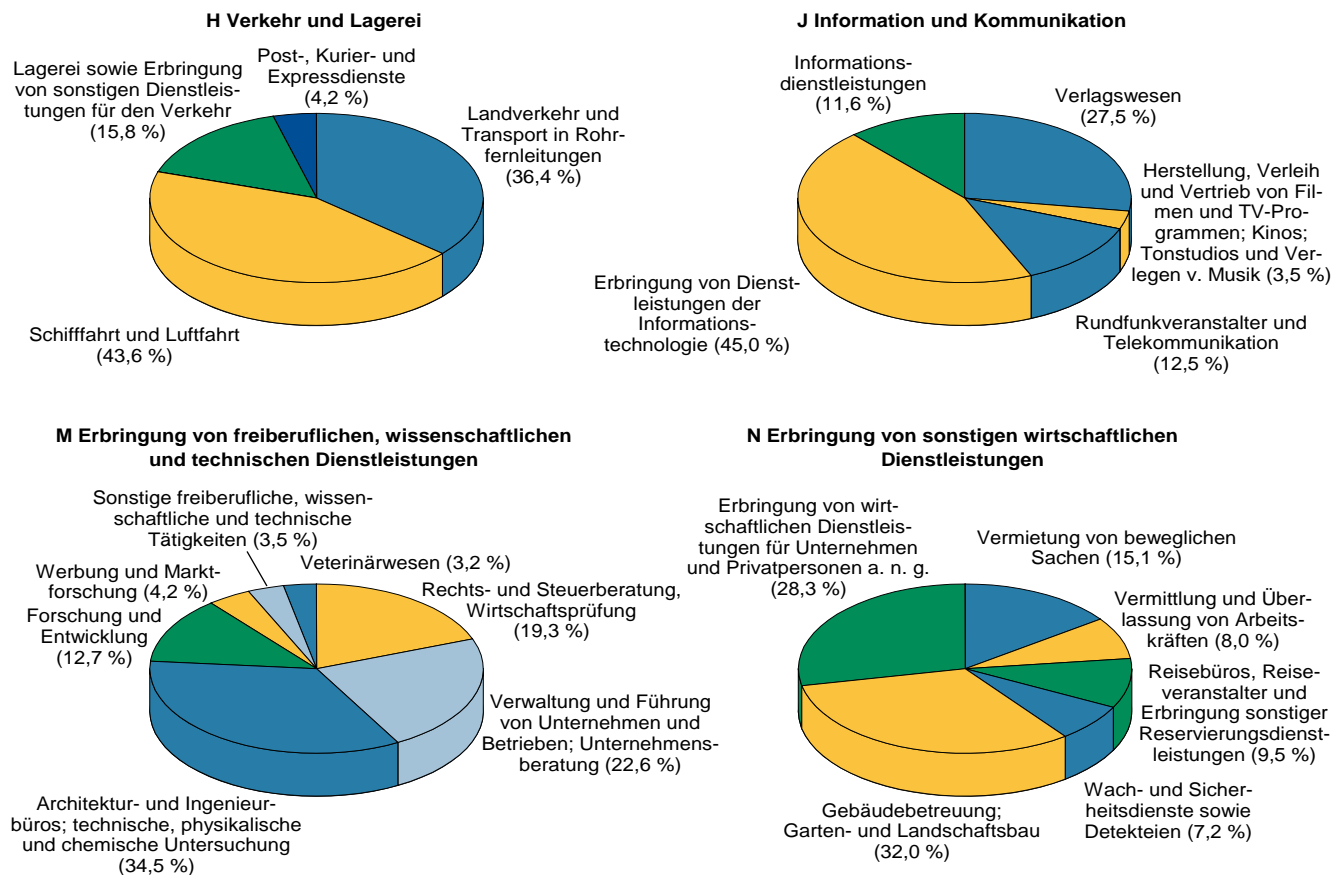 H Verkehr und Lagerei
Post-, Kurier- und
Expressdienste
(4,2 %)
Lagerei sowie Erbringung
von sonstigen Dienstleis-
tungen für den Verkehr
(15,8 %)
Landverkehr und
Transport in Rohr-
fernleitungen
(36,4 %)
Schifffahrt und Luftfahrt
(43,6 %)
J Information und Kommunikation
Informations-
dienstleistungen
(11,6 %)
Verlagswesen
(27,5 %)
Herstellung, Verleih
und Vertrieb von Fil-
men und TV-Pro-
grammen; Kinos;
Tonstudios und Ver-
legen v. Musik (3,5 %)
Erbringung von Dienst-
leistungen der
Informations-
technologie (45,0 %)
Rundfunkveranstalter und
Telekommunikation
(12,5 %)
M Erbringung von freiberuflichen, wissenschaftlichen
und technischen Dienstleistungen
Sonstige freiberufliche, wissen-
schaftliche und technische
Tätigkeiten (3,5 %)
Veterinärwesen (3,2 %)
Werbung und Markt-
forschung (4,2 %)
Rechts- und Steuerberatung,
Wirtschaftsprüfung
(19,3 %)
Forschung und
Entwicklung
(12,7 %)
Verwaltung und Führung
von Unternehmen und
Betrieben; Unternehmens-
beratung (22,6 %)
Architektur- und Ingenieur-
büros; technische, physikalische
und chemische Untersuchung
(34,5 %)
N Erbringung von sonstigen wirtschaftlichen
Dienstleistungen
Erbringung von wirt-
schaftlichen Dienstleis-
tungen für Unternehmen
und Privatpersonen a. n. g.
(28,3 %)
Vermietung von beweglichen
Sachen (15,1 %)
Vermittlung und Über-
lassung von Arbeits-
kräften (8,0 %)
Reisebüros, Reise-
veranstalter und
Erbringung sonstiger
Reservierungsdienst-
leistungen (9,5 %)
Wach- und Sicher-
heitsdienste sowie
Detekteien (7,2 %)
Gebäudebetreuung;
Garten- und Landschaftsbau
(32,0 %)